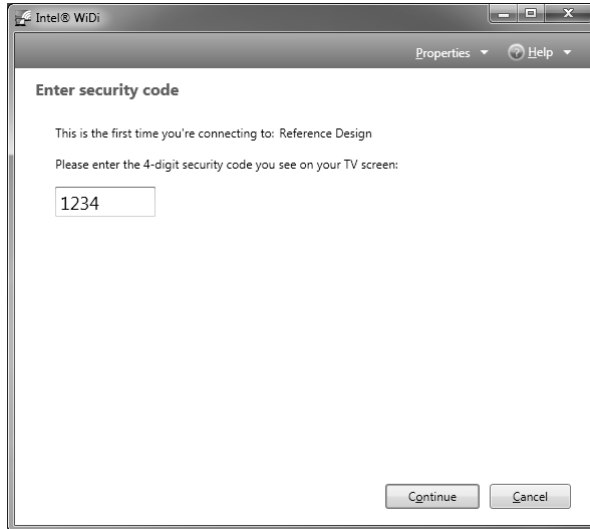 Intel® WiDi
Properties Help
Enter security code
This is the first time you're connecting to: Reference Design
Please enter the 4-digit security code you see on your TV screen:
1234
Continue Cancel